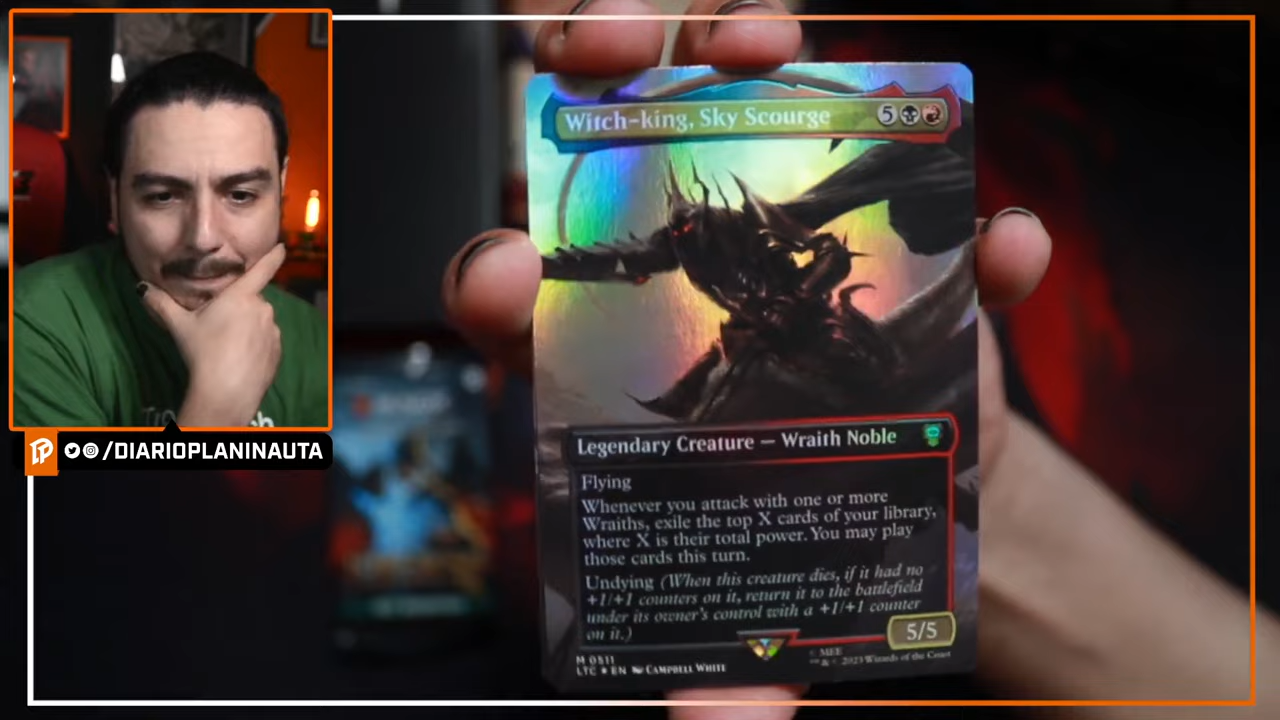 Witch-king, Sky Scourge 5
Legendary Creature — Wraith Noble
Flying
Whenever you attack with one or more
Wraiths, exile the top X cards of your library,
where X is their total power. You may play
those cards this turn.
Undying (When this creature dies, if it had no
+1/+1 counters on it, return it to the battlefield
under its owner's control with a +1/+1 counter
on it.)
5/5
M 0511
LTC ★ EN Campbell White
© MEE
™ & © 2023 Wizards of the Coast
/DIARIOPLANINAUTA